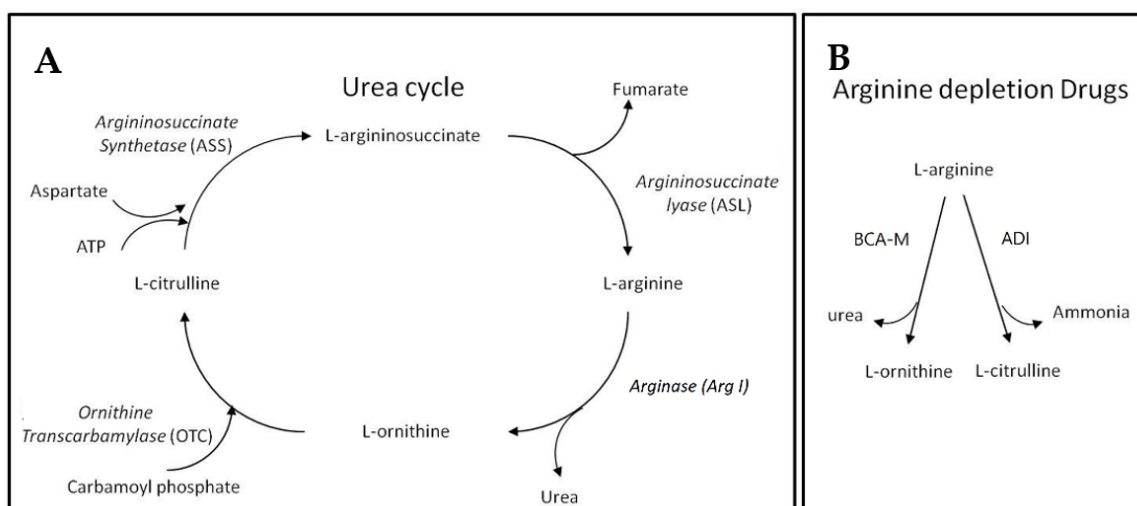 A
Urea cycle
Fumarate
Argininosuccinate
Synthetase (ASS)
L-argininosuccinate
Aspartate
ATP
Argininosuccinate
lyase (ASL)
L-citrulline
L-arginine
Ornithine
Transcarbamylase (OTC)
Carbamoyl phosphate
L-ornithine
Arginase (Arg I)
Urea
B
Arginine depletion Drugs
L-arginine
BCA-M
ADI
urea
Ammonia
L-ornithine
L-citrulline